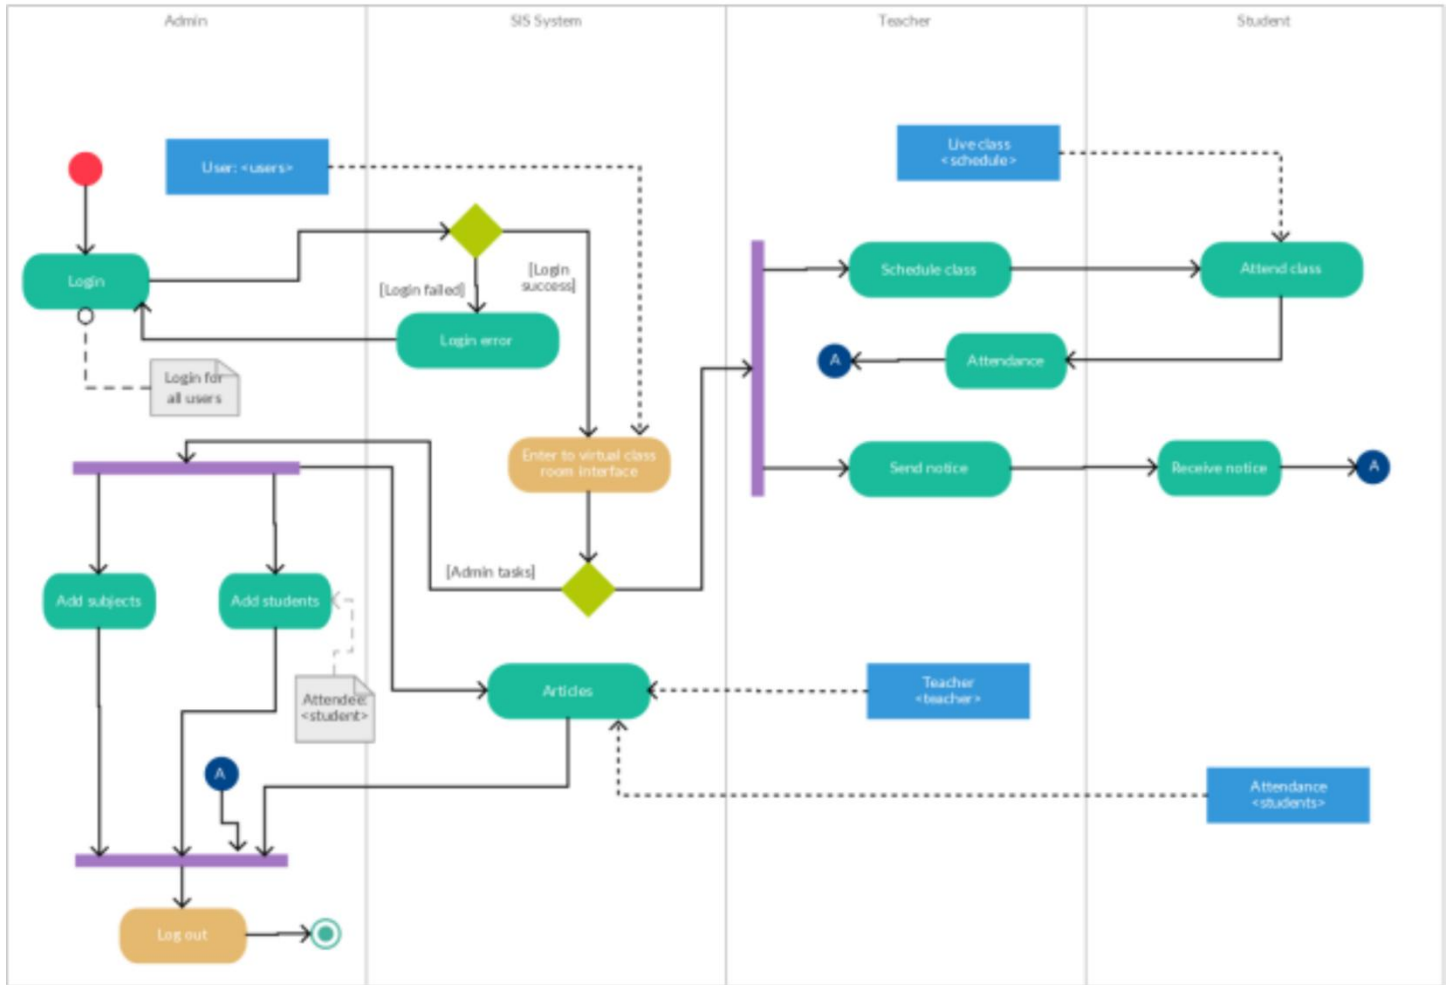 Admin
SIS System
Teacher
Student
User: <users>
Live class
<schedule>
Login
[Login failed]
[Login
success]
Schedule class
Attend class
Login error
Attendance
A
Login for
all users
Enter to virtual class
room interface
Send notice
Receive notice
A
[Admin tasks]
Add subjects
Add students
Articles
Teacher
<teacher>
Attendee:
<student>
A
Attendance
<students>
Log out